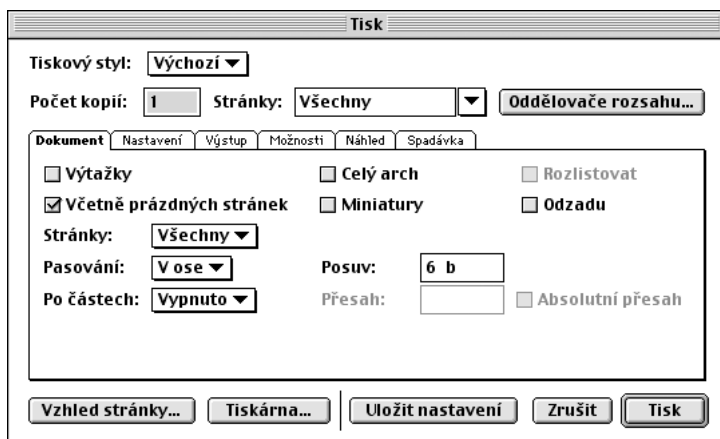 Tisk
Tiskový styl: Výchozí
Počet kopií: 1 Stránky: Všechny Oddělovače rozsahu...
Dokument Nastavení Výstup Možnosti Náhled Spadávka
Výtažky Celý arch Rozlistovat
Včetně prázdných stránek Miniatury Odzadu
Stránky: Všechny
Pasování: V ose Posuv: 6 b
Po částech: Vypnuto Přesah: Absolutní přesah
Vzhled stránky... Tiskárna... Uložit nastavení Zrušit Tisk